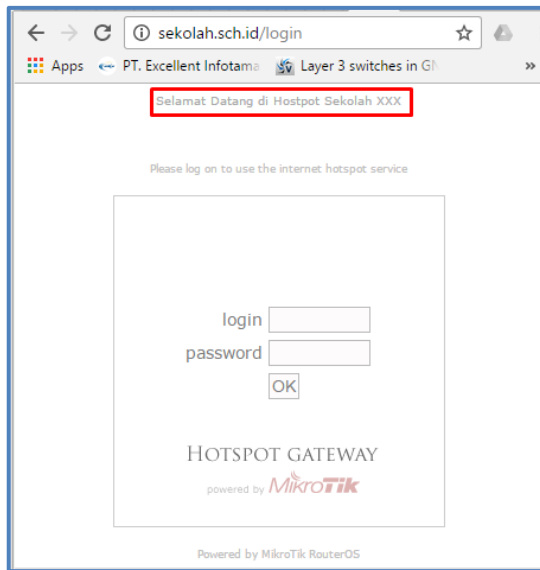 sekolah.sch.id/login
Apps PT. Excellent Infotama Layer 3 switches in GN »
Selamat Datang di Hostpot Sekolah XXX
Please log on to use the internet hotspot service
login
password
OK
HOTSPOT GATEWAY
powered by MikroTik
Powered by MikroTik RouterOS